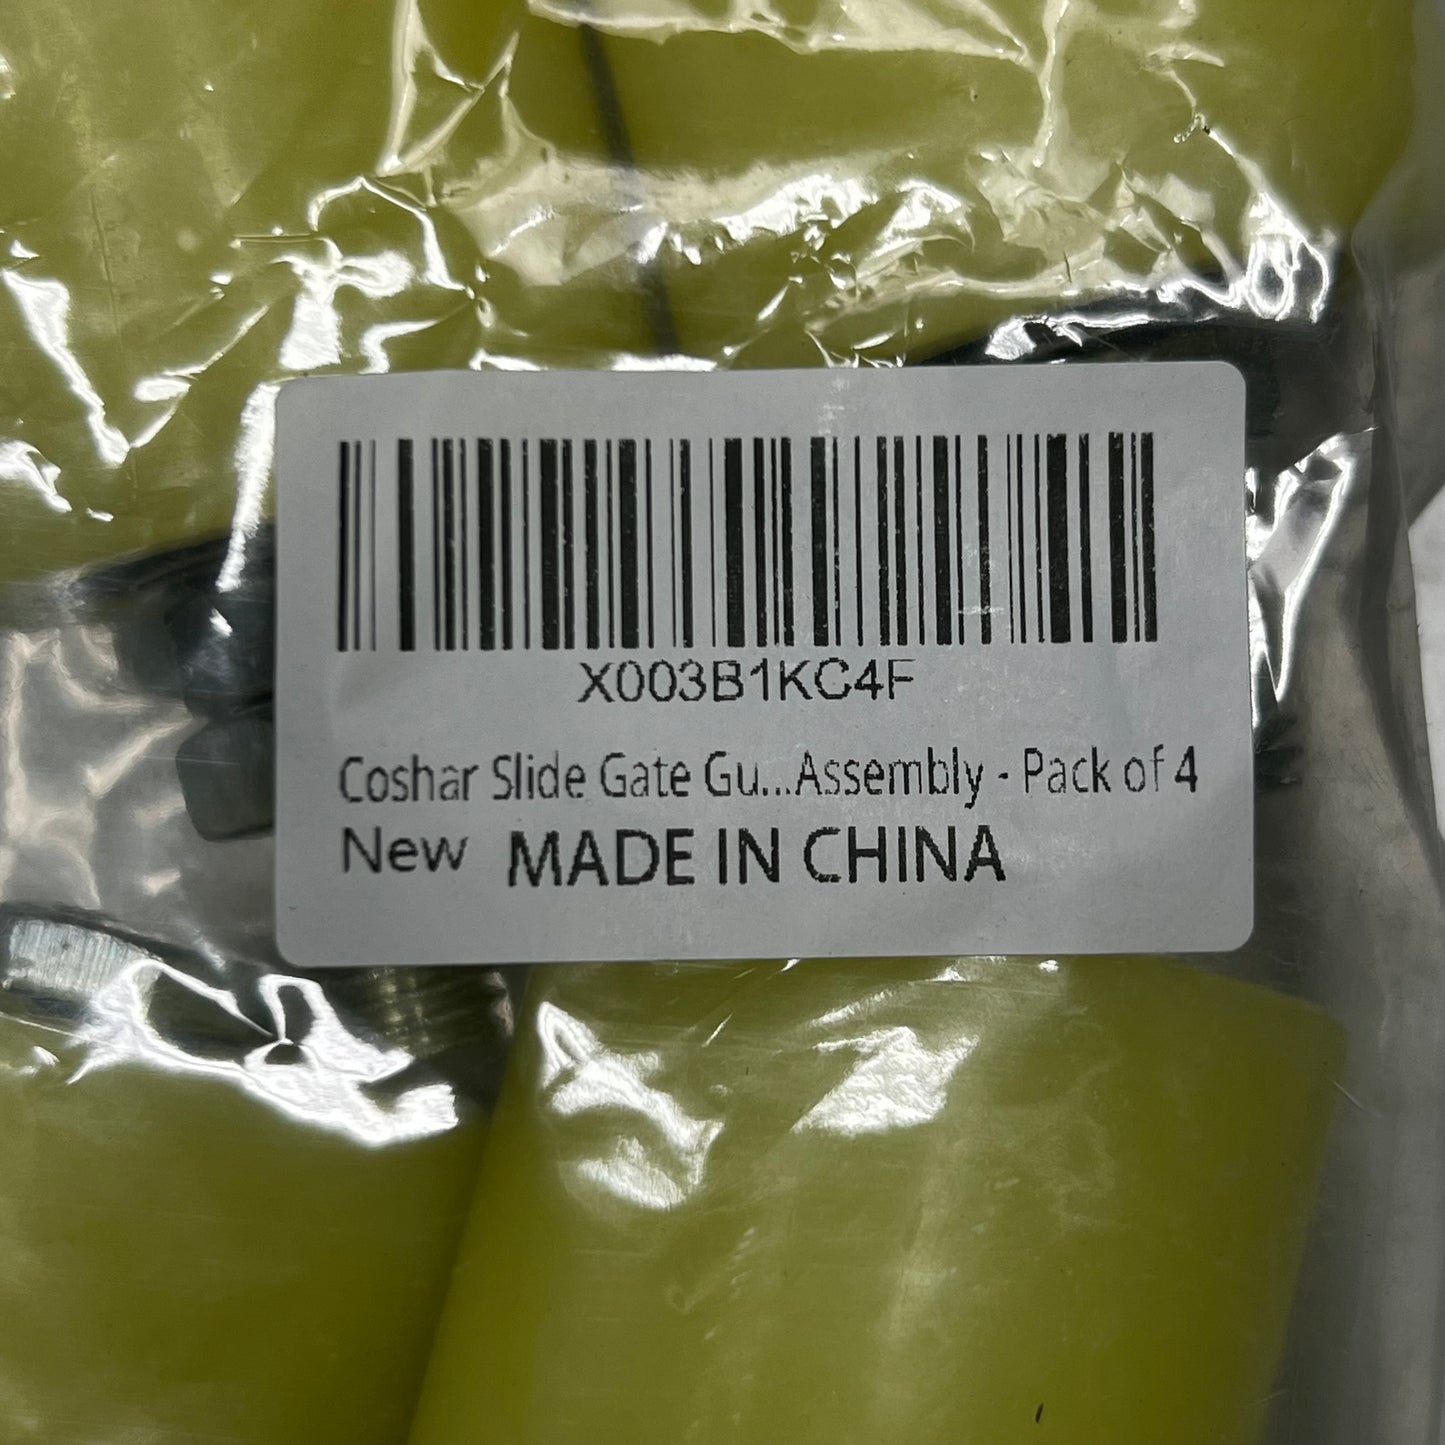 X003B1KC4F
Coshar Slide Gate Gu...Assembly - Pack of 4
New MADE IN CHINA